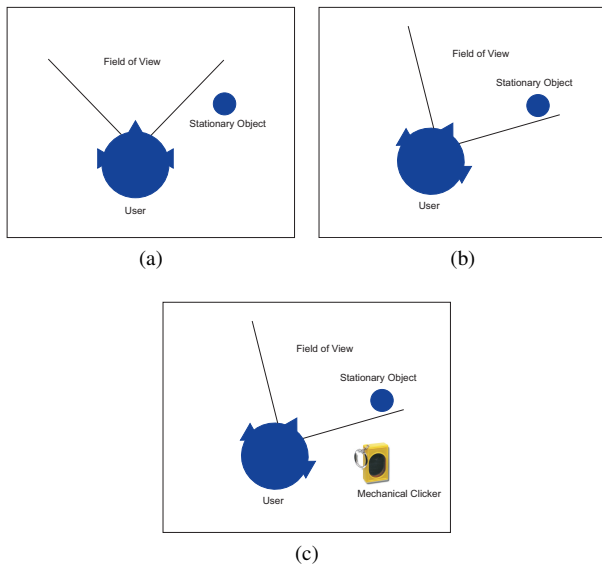 Field of View
Stationary Object
User
(a)
Field of View
Stationary Object
User
(b)
Field of View
Stationary Object
User
Mechanical Clicker
(c)